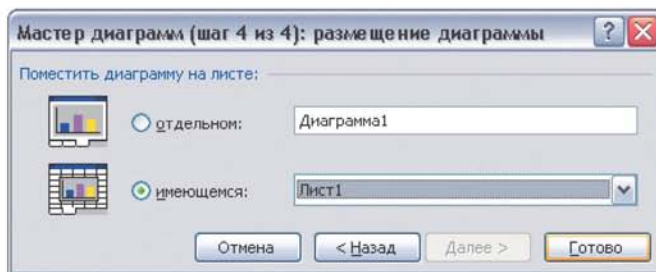 Мастер диаграмм (шаг 4 из 4): размещение диаграммы
Поместить диаграмму на листе:
отдельном: Диаграмма1
имеющемся: Лист1
Отмена < Назад Далее > Готово